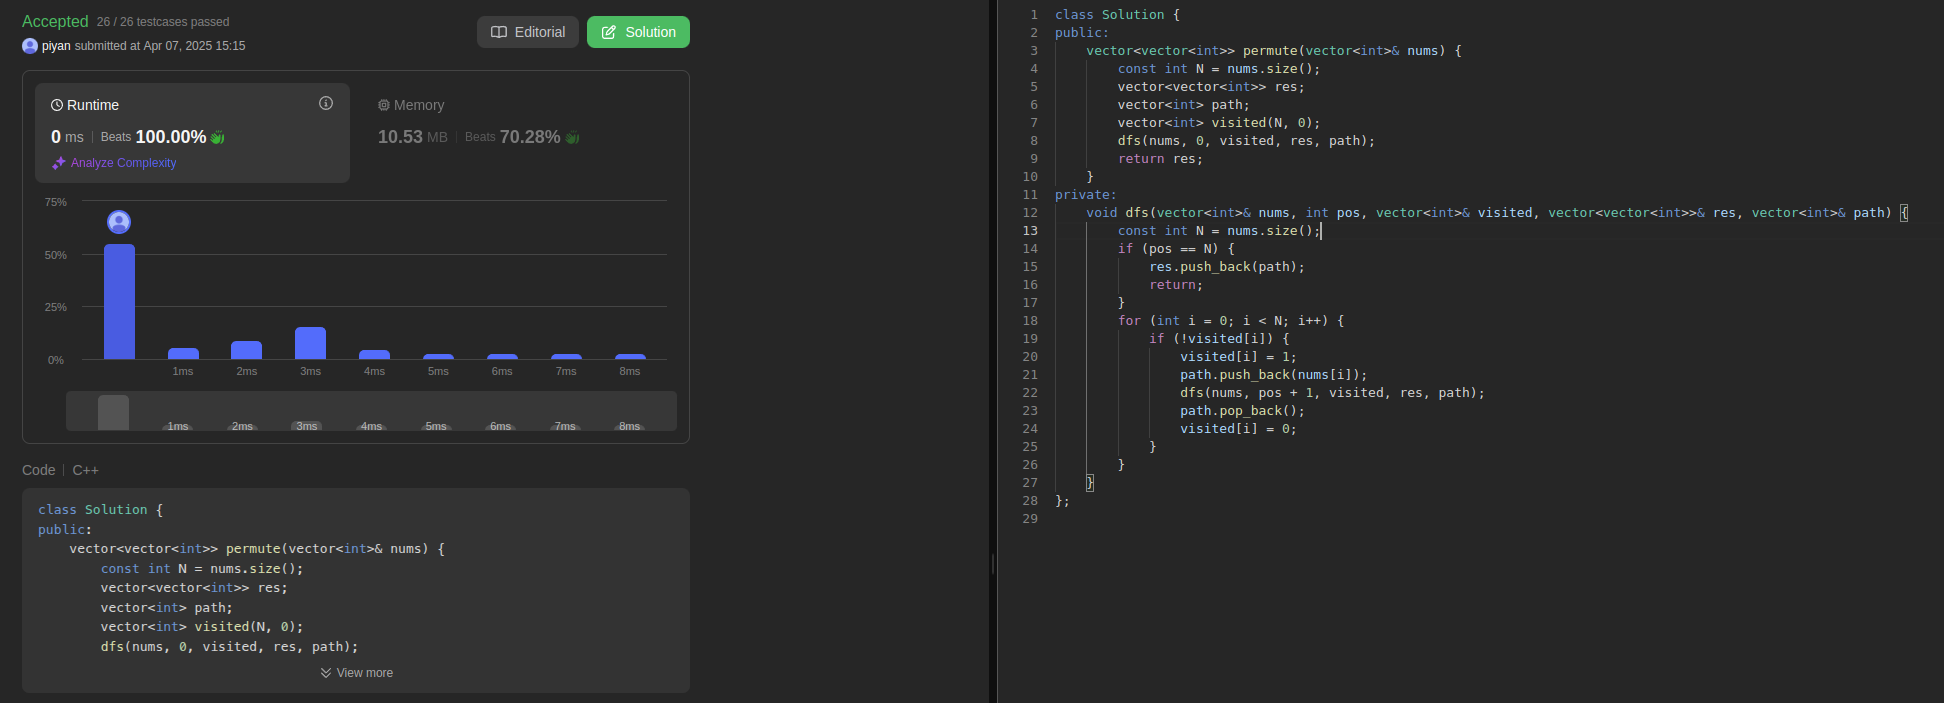 Accepted 26 / 26 testcases passed
piyan submitted at Apr 07, 2025 15:15
Editorial
Solution
Runtime
0 ms | Beats 100.00%
Analyze Complexity
Memory
10.53 MB | Beats 70.28%
75%
50%
25%
0%
1ms 2ms 3ms 4ms 5ms 6ms 7ms 8ms
1ms 2ms 3ms 4ms 5ms 6ms 7ms 8ms
Code | C++
class Solution {
public:
    vector<vector<int>> permute(vector<int>& nums) {
        const int N = nums.size();
        vector<vector<int>> res;
        vector<int> path;
        vector<int> visited(N, 0);
        dfs(nums, 0, visited, res, path);
View more
1 class Solution {
2 public:
3     vector<vector<int>> permute(vector<int>& nums) {
4         const int N = nums.size();
5         vector<vector<int>> res;
6         vector<int> path;
7         vector<int> visited(N, 0);
8         dfs(nums, 0, visited, res, path);
9         return res;
10     }
11 private:
12     void dfs(vector<int>& nums, int pos, vector<int>& visited, vector<vector<int>>& res, vector<int>& path) {
13         const int N = nums.size();
14         if (pos == N) {
15             res.push_back(path);
16             return;
17         }
18         for (int i = 0; i < N; i++) {
19             if (!visited[i]) {
20                 visited[i] = 1;
21                 path.push_back(nums[i]);
22                 dfs(nums, pos + 1, visited, res, path);
23                 path.pop_back();
24                 visited[i] = 0;
25             }
26         }
27     }
28 };
29